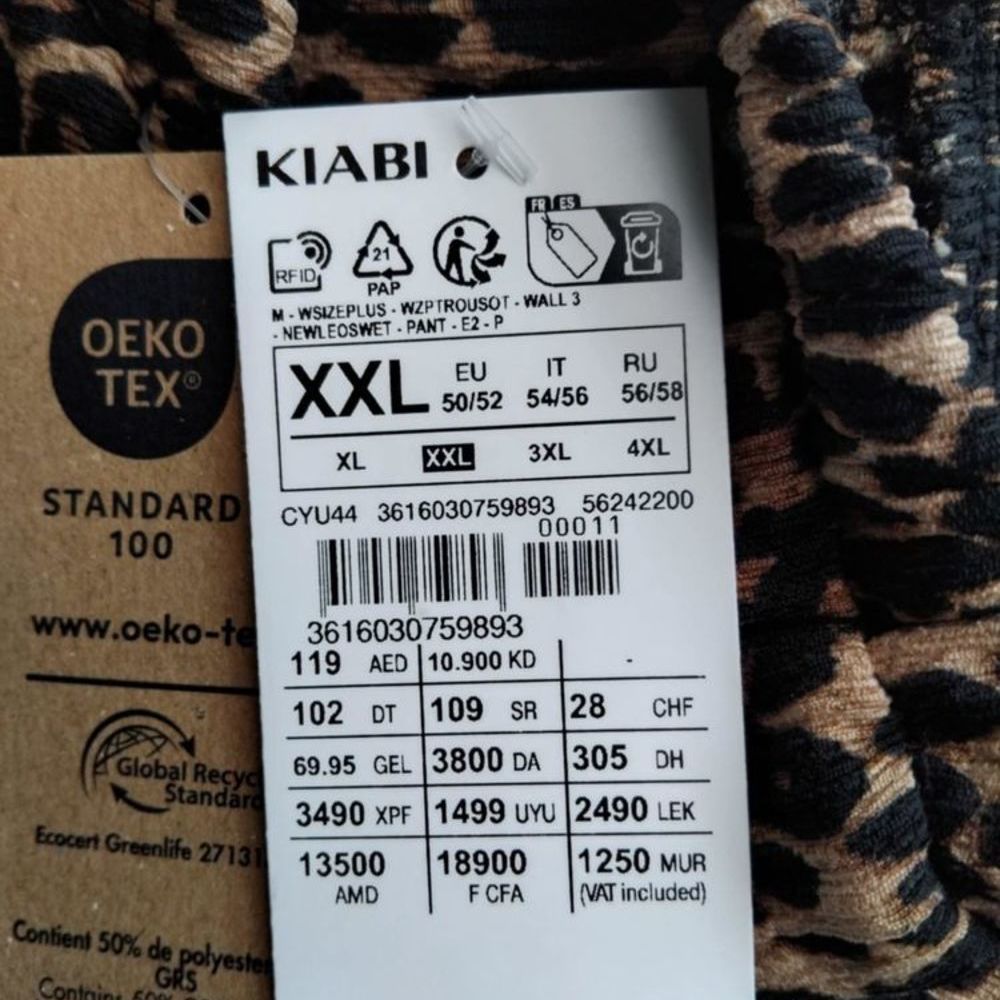 KIABI
FR ES
RFID
21
PAP
M - WSIZEPLUS - WZPTROUSOT - WALL 3
- NEWLEOSWET - PANT - E2 - P
XXL EU 50/52 IT 54/56 RU 56/58
XL XXL 3XL 4XL
CYU44 3616030759893 56242200
00011
3616030759893
119 AED 10.900 KD -
102 DT 109 SR 28 CHF
69.95 GEL 3800 DA 305 DH
3490 XPF 1499 UYU 2490 LEK
13500 AMD 18900 F CFA 1250 MUR
(VAT included)
OEKO
TEX®
STANDARD
100
www.oeko-te
Global Recyc
Standard
Ecocert Greenlife 27131
Contient 50% de polyester
GRS
Contains